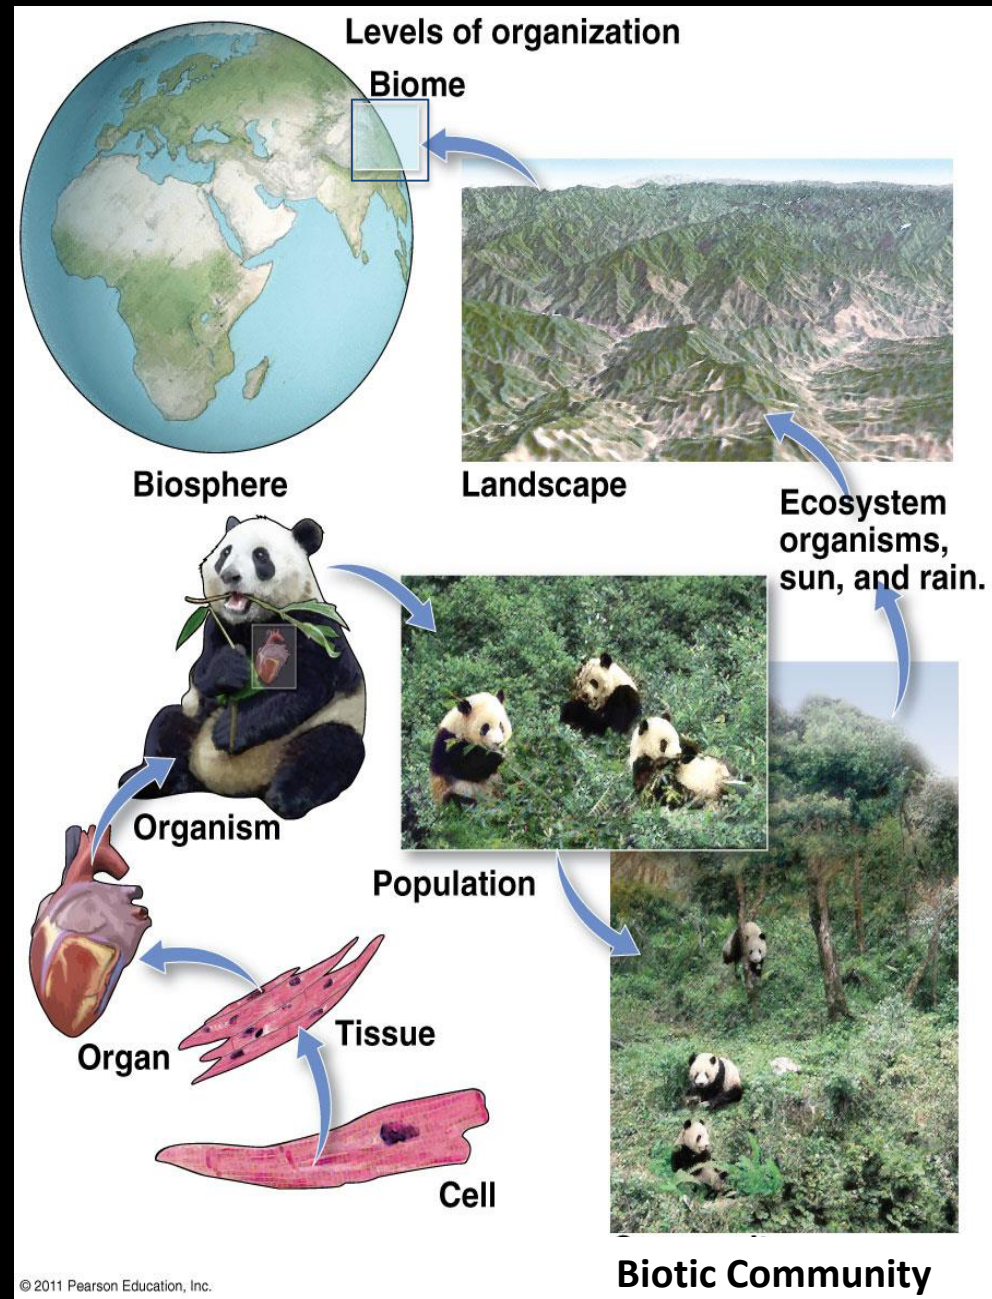 Levels of organization
Biome
Biosphere
Landscape
Ecosystem
organisms,
sun, and rain.
Organism
Population
Organ
Tissue
Cell
Biotic Community
© 2011 Pearson Education, Inc.